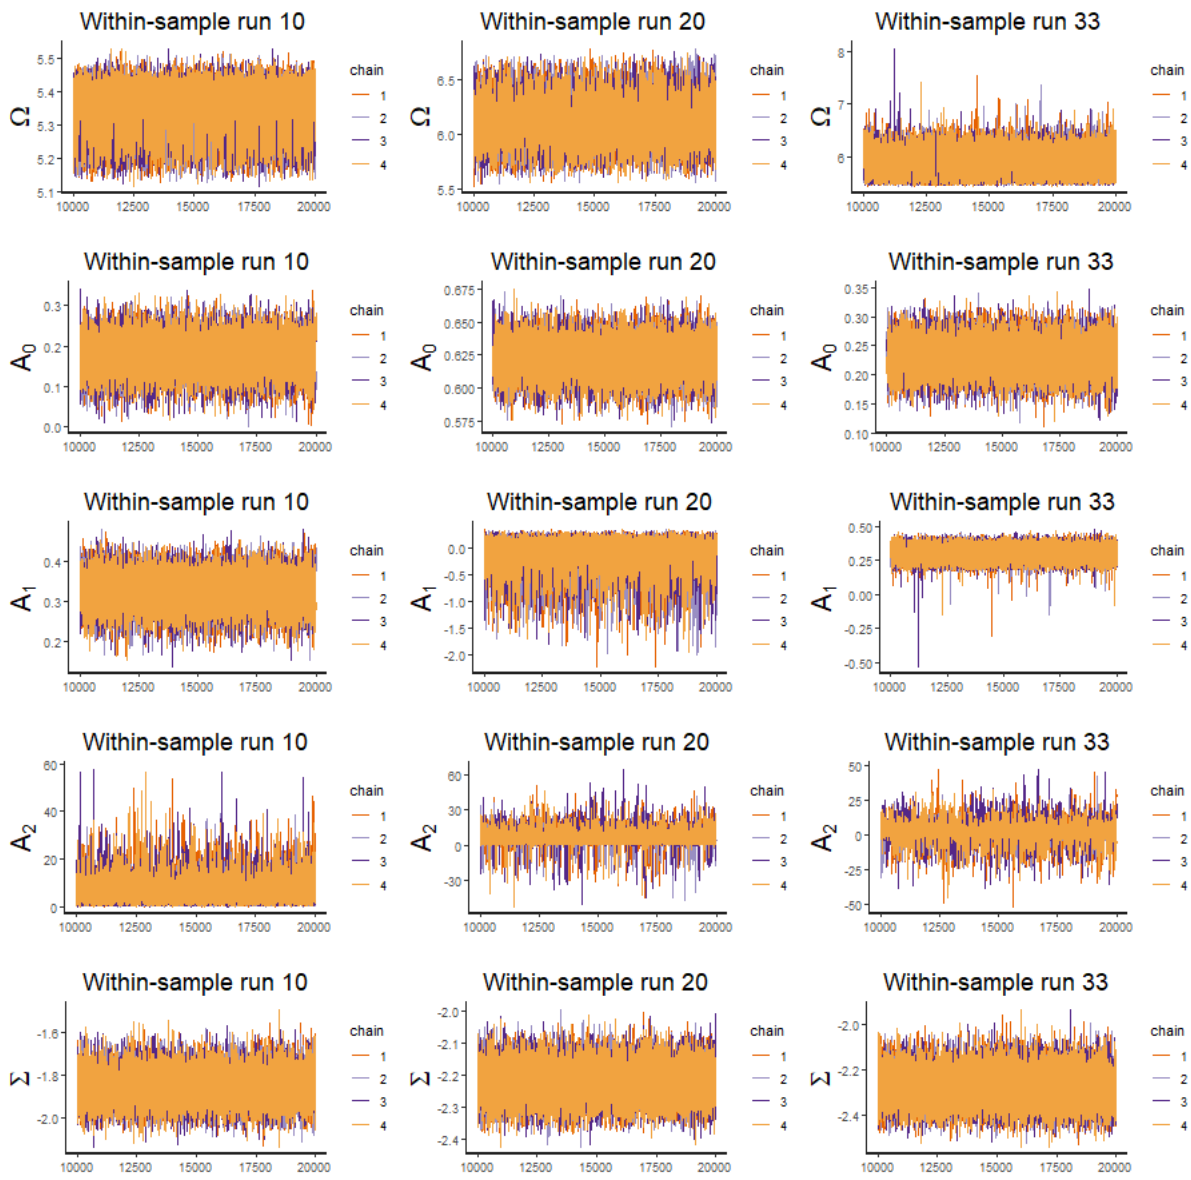 Within-sample run 10
Ω
5.5
5.4
5.3
5.2
5.1
10000 12500 15000 17500 20000
chain
1
2
3
4
Within-sample run 20
Ω
6.5
6.0
5.5
10000 12500 15000 17500 20000
chain
1
2
3
4
Within-sample run 33
Ω
8
7
6
10000 12500 15000 17500 20000
chain
1
2
3
4
Within-sample run 10
A0
0.3
0.2
0.1
0.0
10000 12500 15000 17500 20000
chain
1
2
3
4
Within-sample run 20
A0
0.675
0.650
0.625
0.600
0.575
10000 12500 15000 17500 20000
chain
1
2
3
4
Within-sample run 33
A0
0.35
0.30
0.25
0.20
0.15
0.10
10000 12500 15000 17500 20000
chain
1
2
3
4
Within-sample run 10
A1
0.4
0.3
0.2
10000 12500 15000 17500 20000
chain
1
2
3
4
Within-sample run 20
A1
0.0
-0.5
-1.0
-1.5
-2.0
10000 12500 15000 17500 20000
chain
1
2
3
4
Within-sample run 33
A1
0.50
0.25
0.00
-0.25
-0.50
10000 12500 15000 17500 20000
chain
1
2
3
4
Within-sample run 10
A2
60
40
20
0
10000 12500 15000 17500 20000
chain
1
2
3
4
Within-sample run 20
A2
60
30
0
-30
10000 12500 15000 17500 20000
chain
1
2
3
4
Within-sample run 33
A2
50
25
0
-25
-50
10000 12500 15000 17500 20000
chain
1
2
3
4
Within-sample run 10
Σ
-1.6
-1.8
-2.0
10000 12500 15000 17500 20000
chain
1
2
3
4
Within-sample run 20
Σ
-2.0
-2.1
-2.2
-2.3
-2.4
10000 12500 15000 17500 20000
chain
1
2
3
4
Within-sample run 33
Σ
-2.0
-2.2
-2.4
10000 12500 15000 17500 20000
chain
1
2
3
4